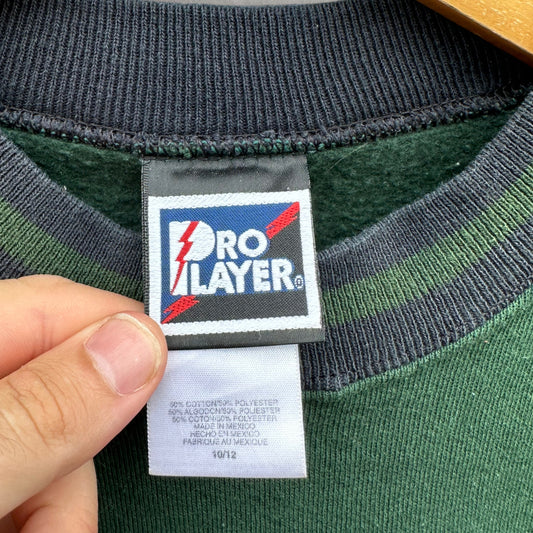 PRO
PLAYER®
50% COTTON/50% POLYESTER
50% ALGODON/50% POLIESTER
50% COTON/50% POLYESTER
MADE IN MEXICO
HECHO EN MEXICO
FABRIQUE AU MEXIQUE
10/12